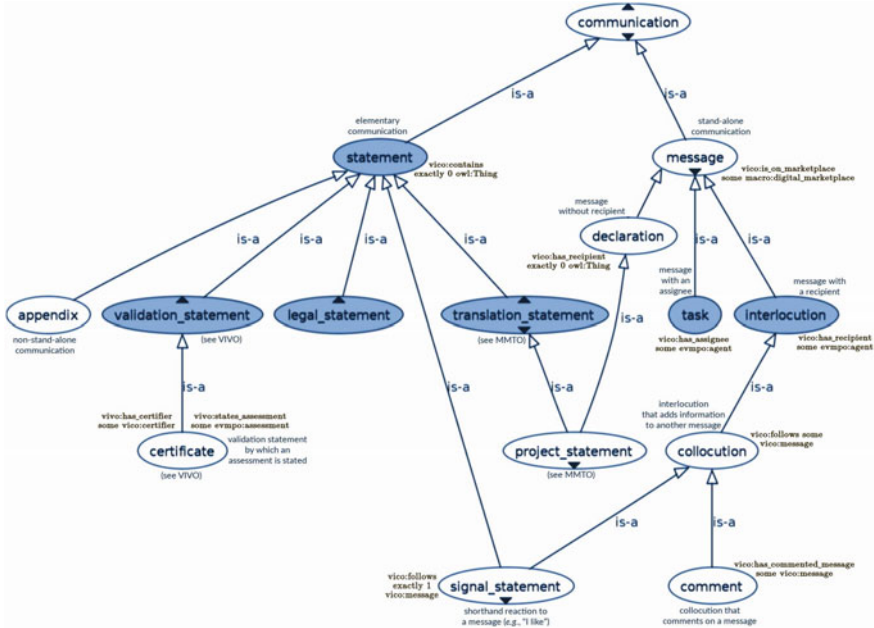 communication
is-a
is-a
elementary
communication
stand-alone
communication
statement
vico:contains
exactly 0 owl:Thing
message
vico:is_on_marketplace
some macro:digital_marketplace
message
without recipient
declaration
vico:has_recipient
exactly 0 owl:Thing
is-a
is-a
is-a
is-a
is-a
is-a
message
with an
assignee
message with
a recipient
appendix
non-stand-alone
communication
validation_statement
(see VIVO)
legal_statement
translation_statement
(see MMTO)
task
vico:has_assignee
some evmpo:agent
interlocution
vico:has_recipient
some evmpo:agent
is-a
is-a
is-a
is-a
is-a
vico:has_certifier
some vico:certifier
vico:states_assessment
some evmpo:assessment
certificate
(see VIVO)
validation statement
by which an
assessment is stated
project_statement
(see MMTO)
interlocution
that adds information
to another message
collocution
vico:follows some
vico:message
is-a
is-a
vico:follows
exactly 1
vico:message
signal_statement
shorthand reaction to
a message (e.g., "I like")
vico:has_commented_message
some vico:message
comment
collocution that
comments on a message